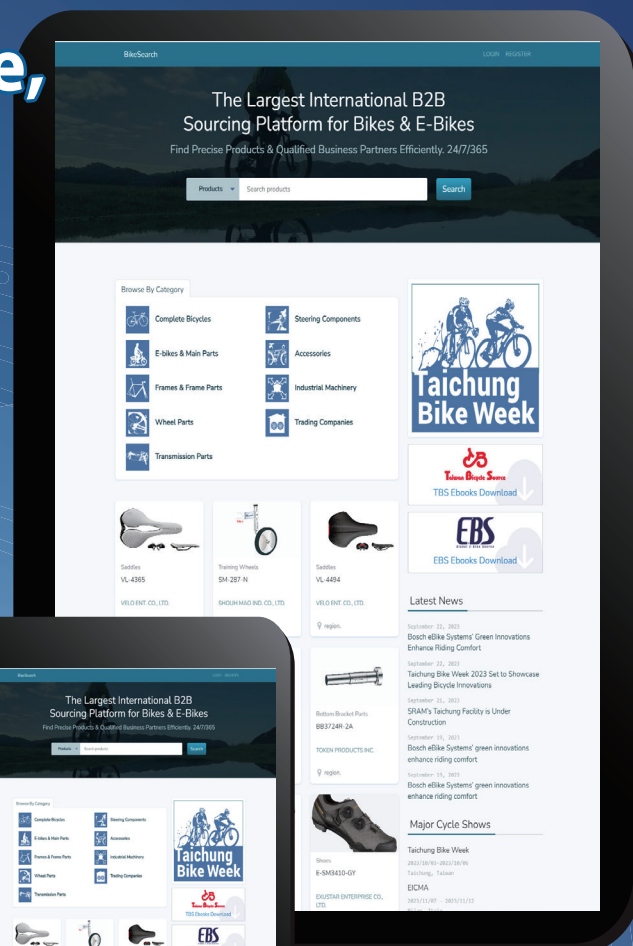 e,
BikeSearch
LOGIN REGISTER
The Largest International B2B
Sourcing Platform for Bikes & E-Bikes
Find Precise Products & Qualified Business Partners Efficiently. 24/7/365
Products
Search products
Search
Browse By Category
Complete Bicycles
Steering Components
E-bikes & Main Parts
Accessories
Frames & Frame Parts
Industrial Machinery
Wheel Parts
Trading Companies
Transmission Parts
Taichung
Bike Week
Taiwan Bicycle Source
TBS Ebooks Download
EBS
EBS Ebooks Download
Saddles
VL-4365
VELO ENT. CO., LTD.
Training Wheels
SM-287-N
SHOUH MAO IND. CO., LTD.
Saddles
VL-4494
VELO ENT. CO., LTD.
region.
Bottom Bracket Parts
BB3724R-2A
TOKEN PRODUCTS INC.
region.
Shoes
E-SM3410-GY
EXUSTAR ENTERPRISE CO.,
LTD.
Latest News
September 22, 2023
Bosch eBike Systems' Green Innovations
Enhance Riding Comfort
September 22, 2023
Taichung Bike Week 2023 Set to Showcase
Leading Bicycle Innovations
September 21, 2023
SRAM's Taichung Facility is Under
Construction
September 19, 2023
Bosch eBike Systems' green innovations
enhance riding comfort
September 19, 2023
Bosch eBike Systems' green innovations
enhance riding comfort
Major Cycle Shows
Taichung Bike Week
2023/10/03-2023/10/06
Taichung, Taiwan
EICMA
2023/11/07 - 2023/11/12
BikeSearch
LOGIN REGISTER
The Largest International B2B
Sourcing Platform for Bikes & E-Bikes
Find Precise Products & Qualified Business Partners Efficiently. 24/7/365
Products
Search products
Search
Browse By Category
Complete Bicycles
Steering Components
E-bikes & Main Parts
Accessories
Frames & Frame Parts
Industrial Machinery
Wheel Parts
Trading Companies
Transmission Parts
Taichung
Bike Week
Taiwan Bicycle Source
TBS Ebooks Download
EBS